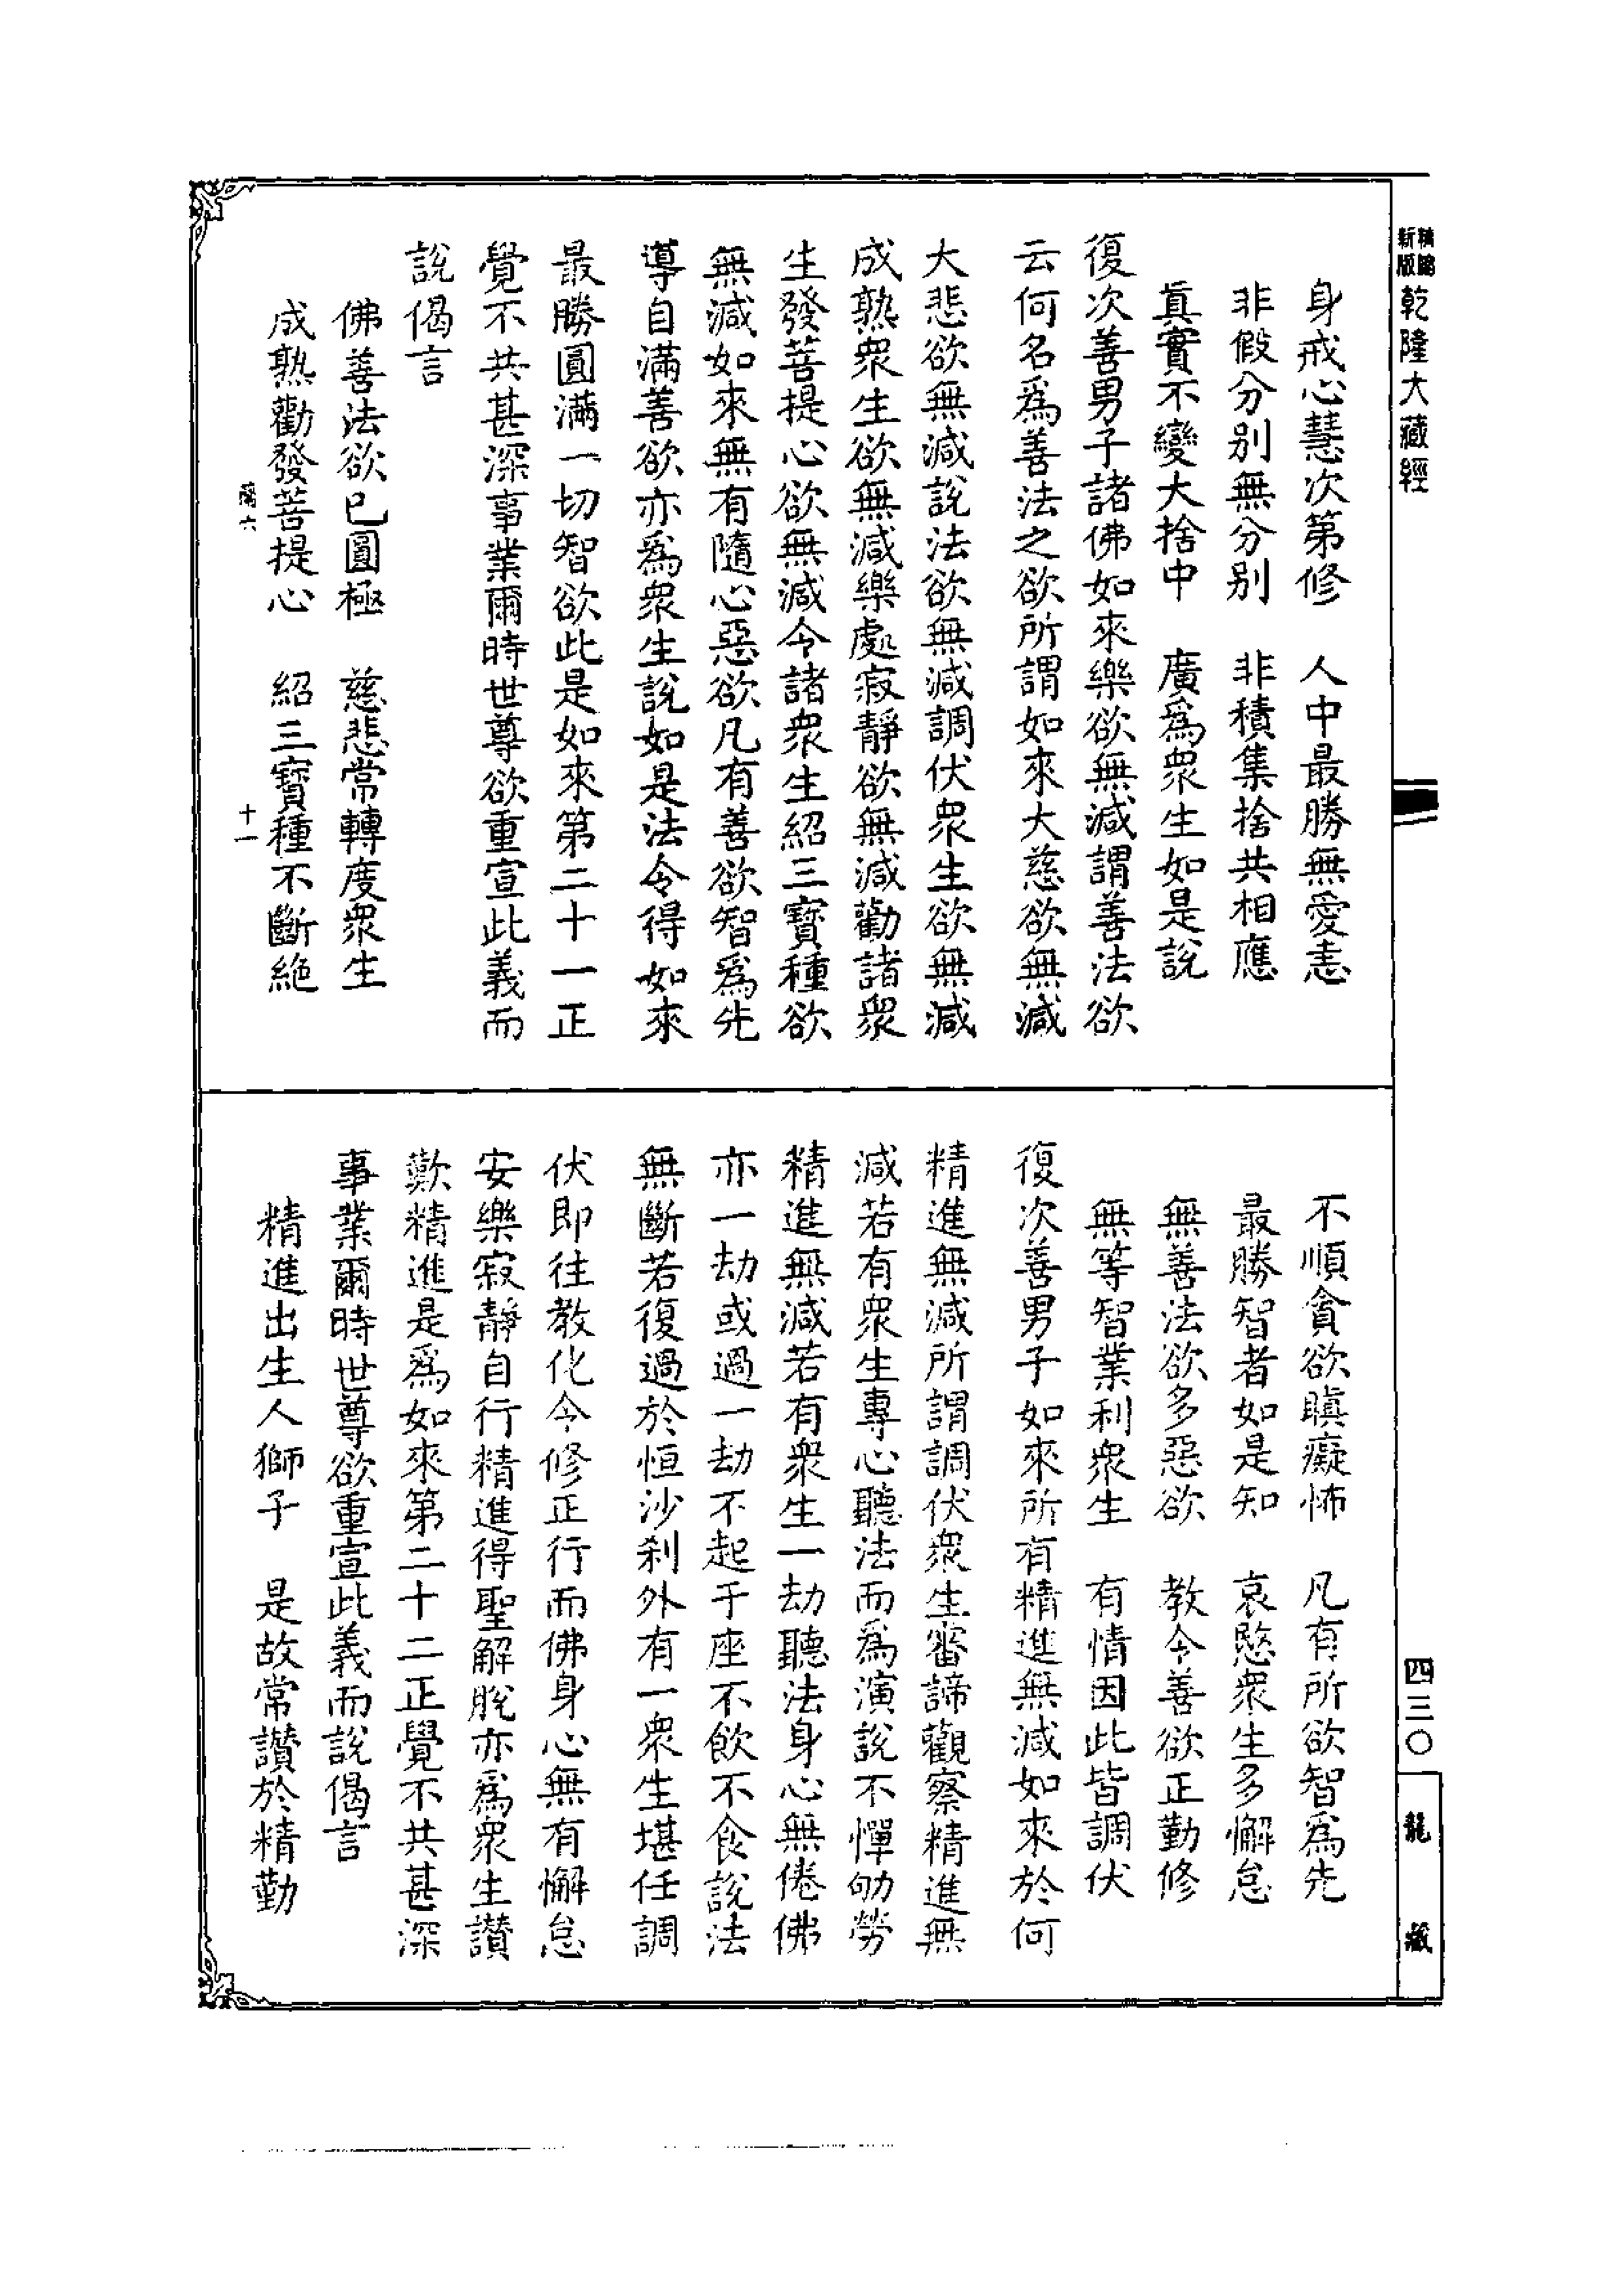 新版
精縮
乾隆大藏經
身戒心慧次第修　人中最勝無愛恚
非假分别無分别　非積集捨共相應
眞實不變大捨中　廣爲衆生如是説
復次善男子諸佛如來樂欲無減謂善法欲
云何名爲善法之欲所謂如來大慈欲無減
大悲欲無減説法欲無減調伏衆生欲無減
成熟衆生欲無減樂處寂靜欲無減勸諸衆
生發菩提心欲無減令諸衆生紹三寶種欲
無減如來無有隨心惡欲凡有善欲智爲先
導自滿善欲亦爲衆生説如是法令得如來
最勝圓滿一切智欲此是如來第二十一正
覺不共甚深事業爾時世尊欲重宣此義而
説偈言
佛善法欲已圓極　慈悲常轉度衆生
成熟勸發菩提心　紹三寶種不斷絶
六　十一
不順貪欲瞋癡怖　凡有所欲智爲先
最勝智者如是知　哀愍衆生多懈怠
無善法欲多惡欲　教令善欲正勤修
無等智業利衆生　有情因此皆調伏
復次善男子如來所有精進無減如來於何
精進無減所謂調伏衆生審諦觀察精進無
減若有衆生專心聽法而爲演説不憚劬勞
精進無減若有衆生一劫聽法身心無倦佛
亦一劫或過一劫不起于座不飲不食説法
無斷若復過於恒沙刹外有一衆生堪任調
伏即往教化令修正行而佛身心無有懈怠
安樂寂靜自行精進得聖解脱亦爲衆生讃
歎精進是爲如來第二十二正覺不共甚深
事業爾時世尊欲重宣此義而説偈言
精進出生人獅子　是故常讃於精勤
四三〇
龍藏